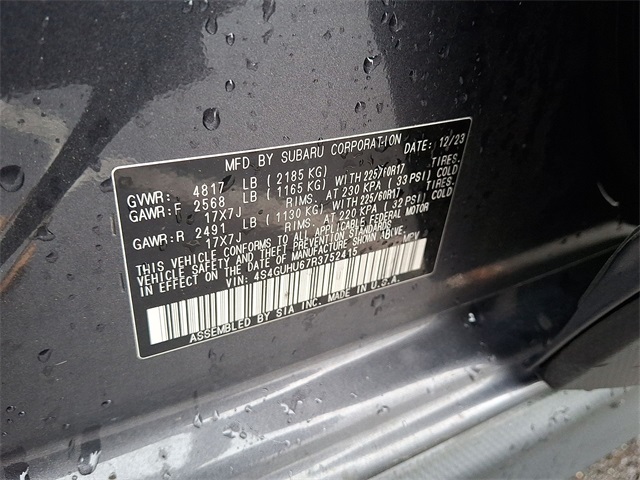 MFD BY SUBARU CORPORATION DATE: 12/23
GVWR: 4817 LB (2185 KG)
GAWR: F 2568 LB (1165 KG) WITH 225/60R17 TIRES,
17X7J RIMS, AT 230 KPA (33 PSI) COLD
GAWR: R 2491 LB (1130 KG) WITH 225/60R17 TIRES,
17X7J RIMS, AT 220 KPA (32 PSI) COLD
THIS VEHICLE CONFORMS TO ALL APPLICABLE FEDERAL MOTOR
VEHICLE SAFETY AND THEFT PREVENTION STANDARDS
IN EFFECT ON THE DATE OF MANUFACTURE SHOWN ABOVE.
VIN: 4S4GUHU67R3752415 MPV
ASSEMBLED BY SIA INC. MADE IN U.S.A.